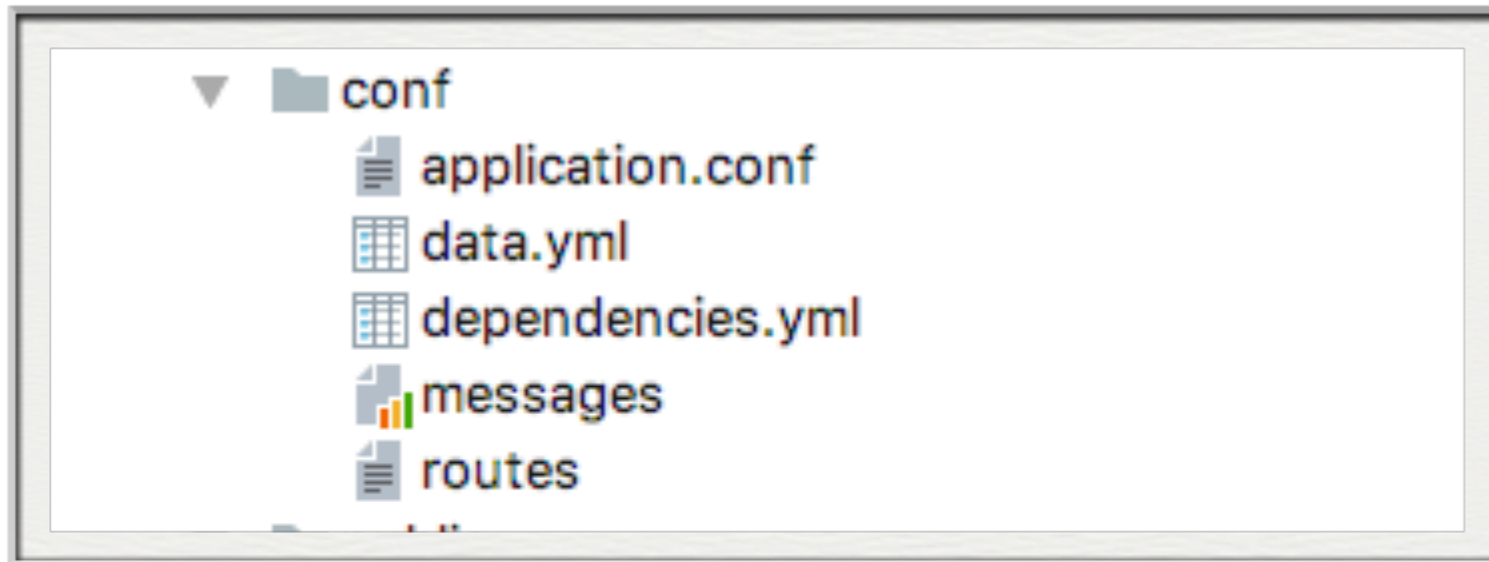 conf
application.conf
data.yml
dependencies.yml
messages
routes